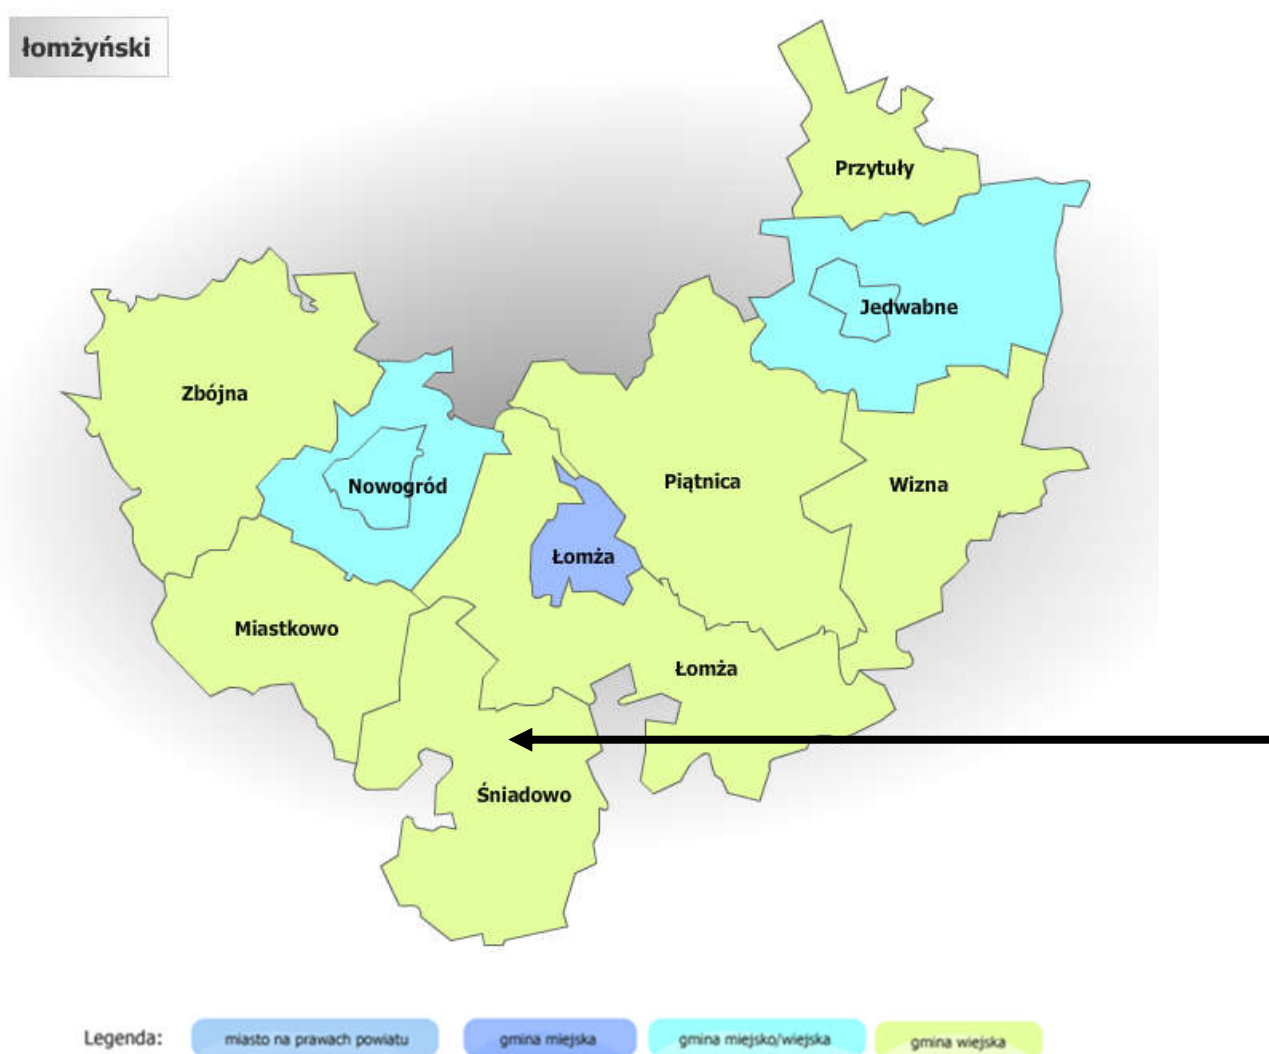 łomżyński
Przytuły
Jedwabne
Zbójna
Nowogród
Piątnica
Wizna
Łomża
Miastkowo
Łomża
Śniadowo
Legenda: miasto na prawach powiatu gmina miejska gmina miejsko/wiejska gmina wiejska